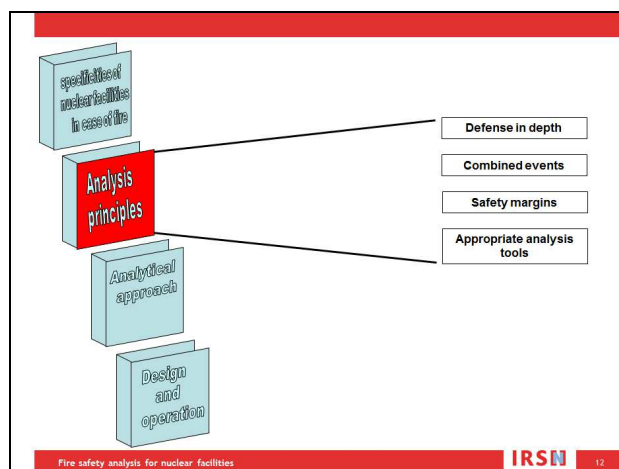 specificities of
nuclear facilities
in case of fire
Analysis
principles
Analytical
approach
Design
and
operation
Defense in depth
Combined events
Safety margins
Appropriate analysis
tools
Fire safety analysis for nuclear facilities
IRSN
12